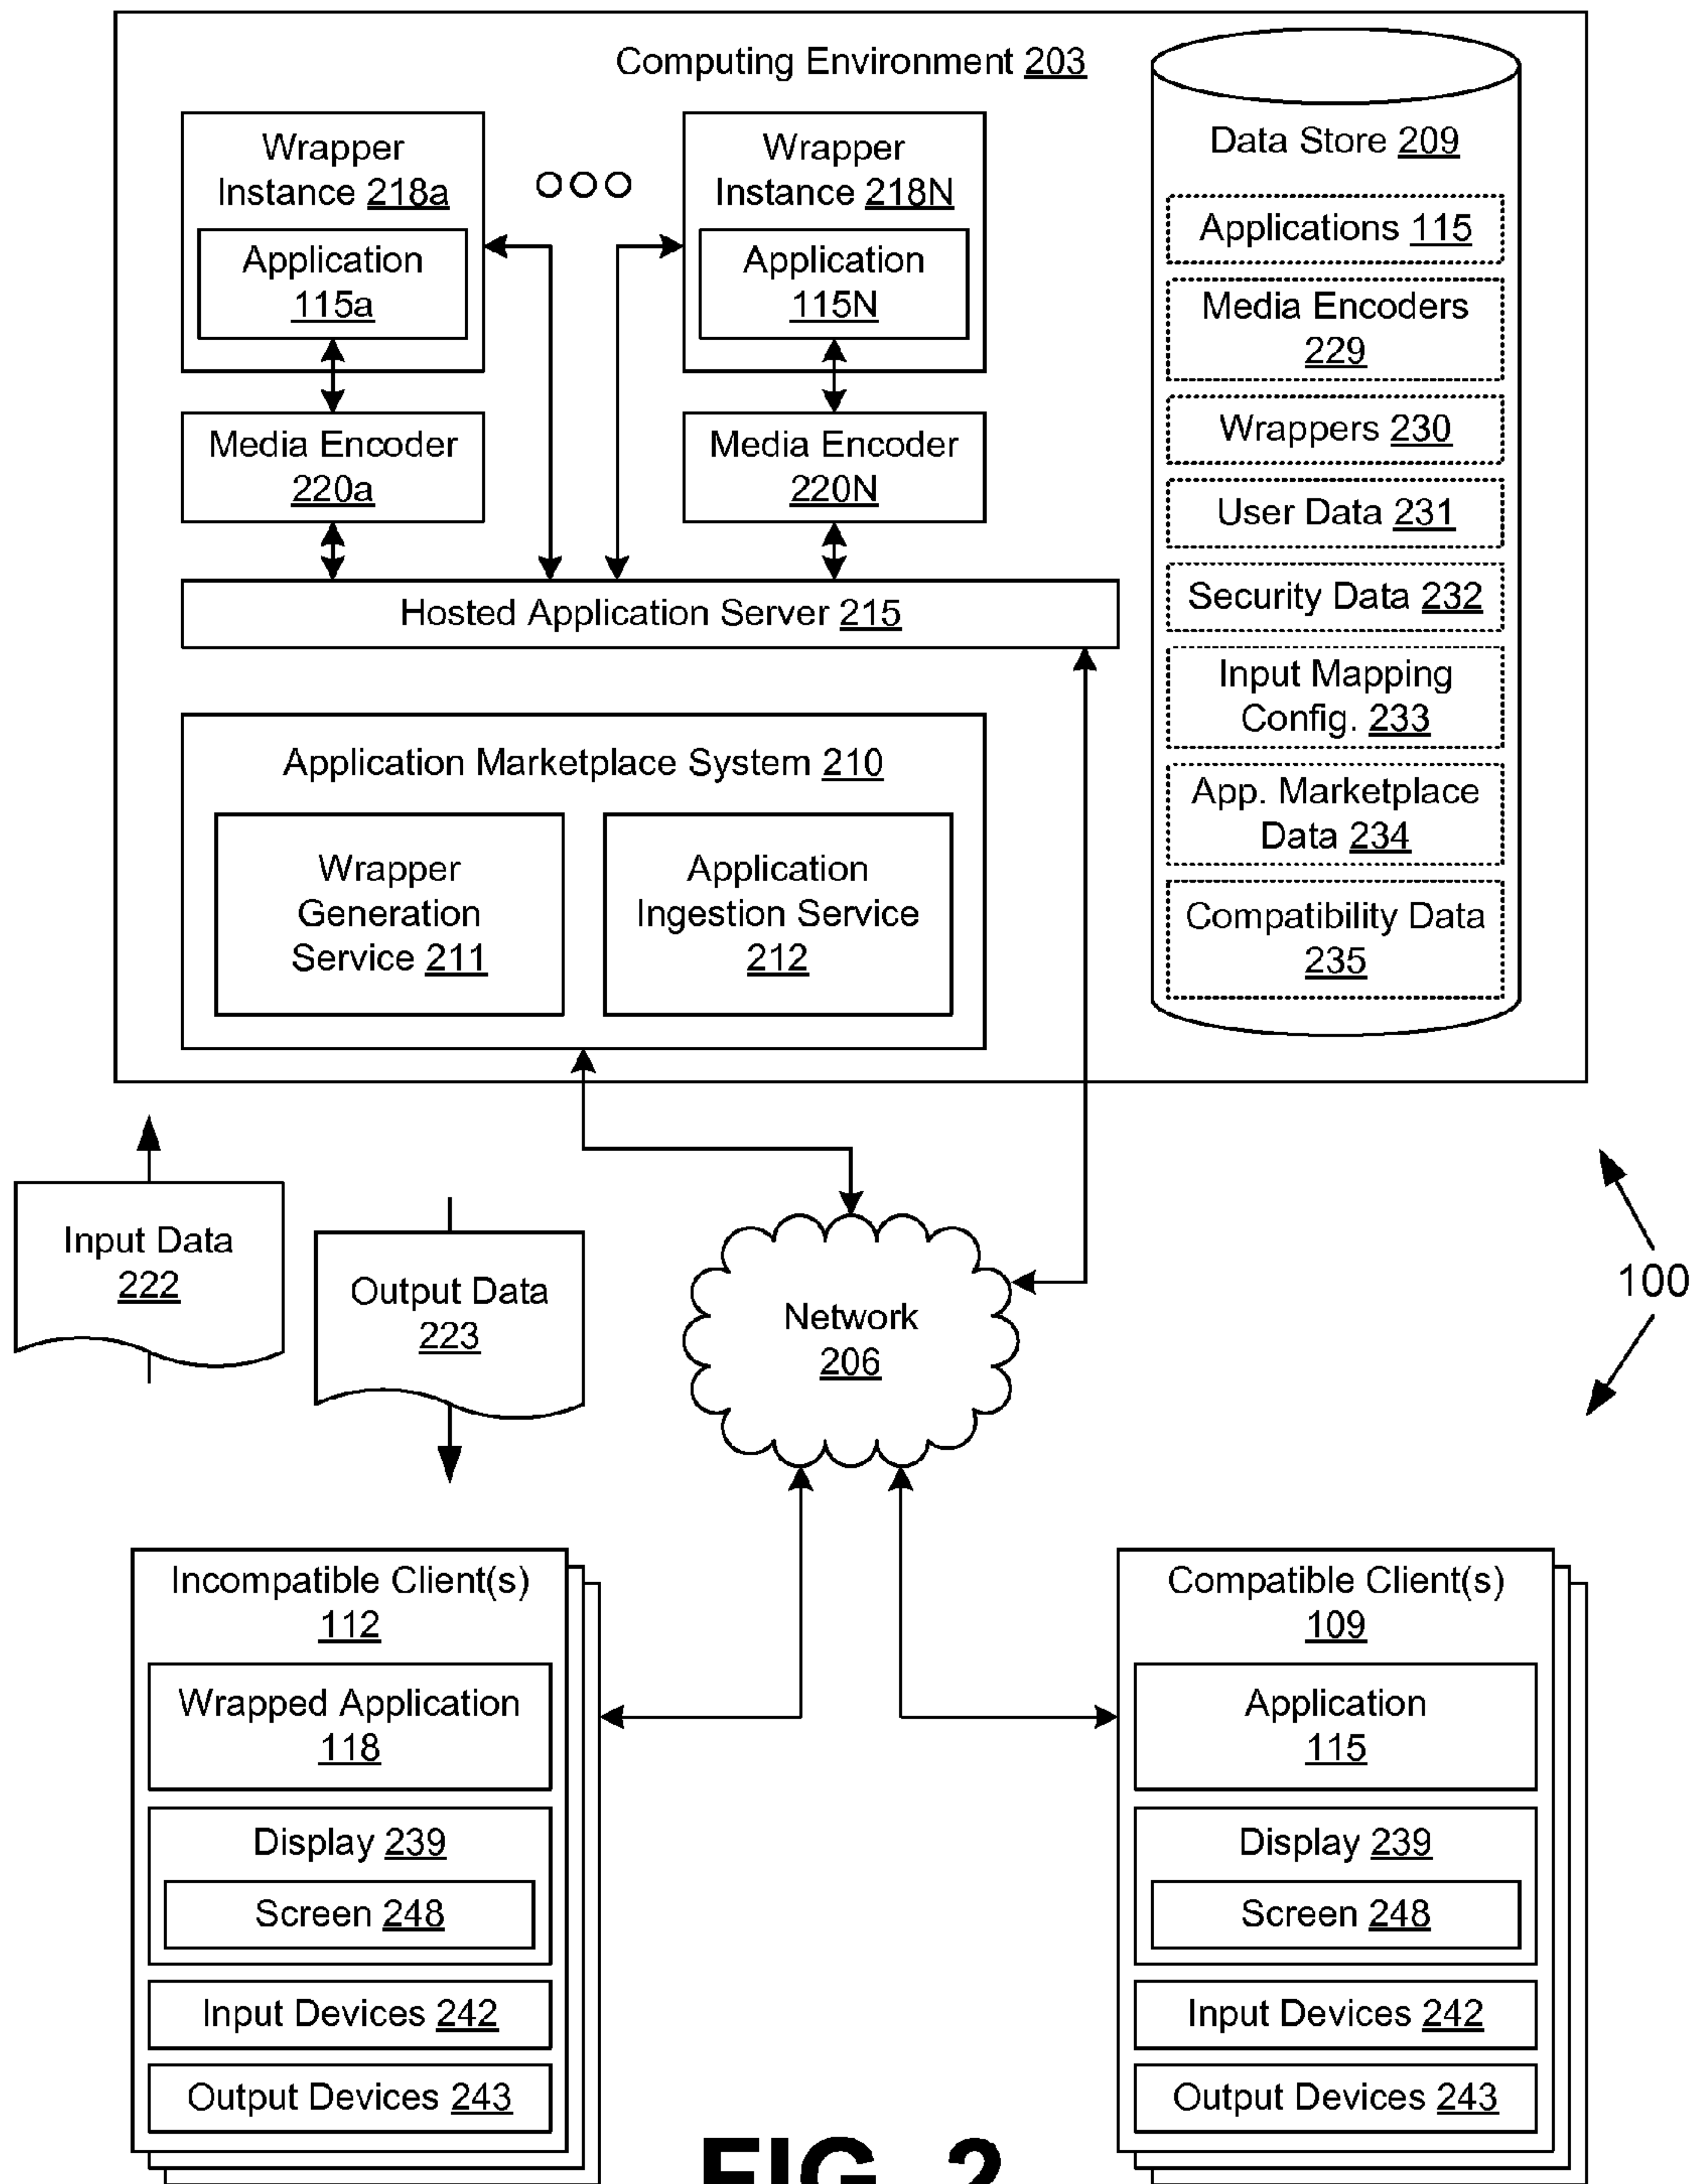 Computing Environment 203
Wrapper
Instance 218a
Application
115a
Wrapper
Instance 218N
Application
115N
Media Encoder
220a
Media Encoder
220N
Hosted Application Server 215
Application Marketplace System 210
Wrapper
Generation
Service 211
Application
Ingestion Service
212
Data Store 209
Applications 115
Media Encoders
229
Wrappers 230
User Data 231
Security Data 232
Input Mapping
Config. 233
App. Marketplace
Data 234
Compatibility Data
235
Input Data
222
Output Data
223
Network
206
100
Incompatible Client(s)
112
Wrapped Application
118
Display 239
Screen 248
Input Devices 242
Output Devices 243
Compatible Client(s)
109
Application
115
Display 239
Screen 248
Input Devices 242
Output Devices 243
FIG. 2